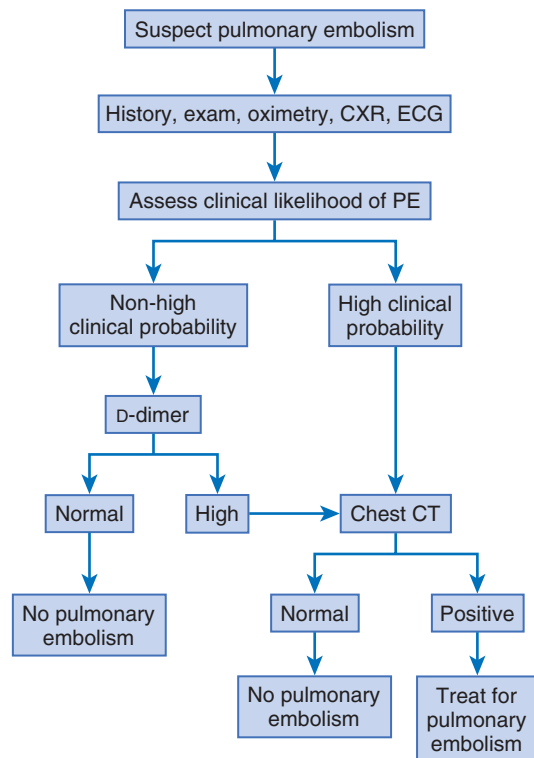 Suspect pulmonary embolism
History, exam, oximetry, CXR, ECG
Assess clinical likelihood of PE
Non-high
clinical probability
High clinical
probability
D-dimer
Normal
High
Chest CT
No pulmonary
embolism
Normal
Positive
No pulmonary
embolism
Treat for
pulmonary
embolism